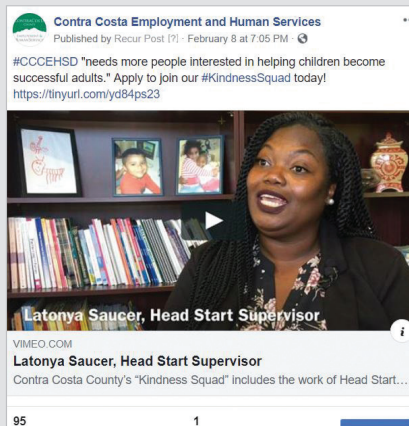 Contra Costa Employment and Human Services
Published by Recur Post [?] · February 8 at 7:05 PM ·
#CCCEHSD "needs more people interested in helping children become
successful adults." Apply to join our #KindnessSquad today!
https://tinyurl.com/yd84ps23
Latonya Saucer, Head Start Supervisor
VIMEO.COM
Latonya Saucer, Head Start Supervisor
Contra Costa County's "Kindness Squad" includes the work of Head Start...
95 1